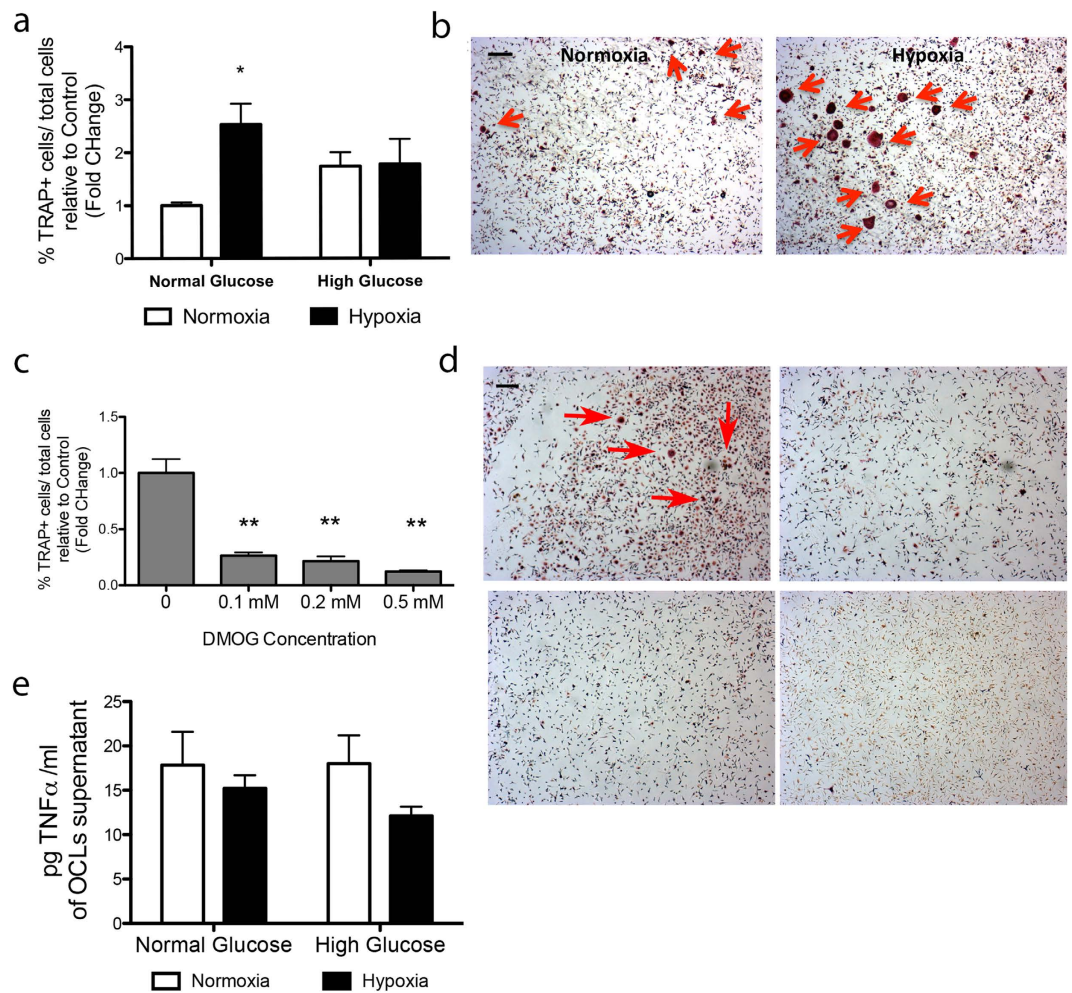 a
% TRAP+ cells/ total cells
relative to Control
(Fold CHange)
4
3
2
1
0
*
Normal Glucose
High Glucose
Normoxia
Hypoxia
b
Normoxia
Hypoxia
c
% TRAP+ cells/ total cells
relative to Control
(Fold CHange)
1.5
1.0
0.5
0.0
** ** **
0 0.1 mM 0.2 mM 0.5 mM
DMOG Concentration
d
e
pg TNFα /ml
of OCLs supernatant
25
20
15
10
5
0
Normal Glucose High Glucose
Normoxia
Hypoxia